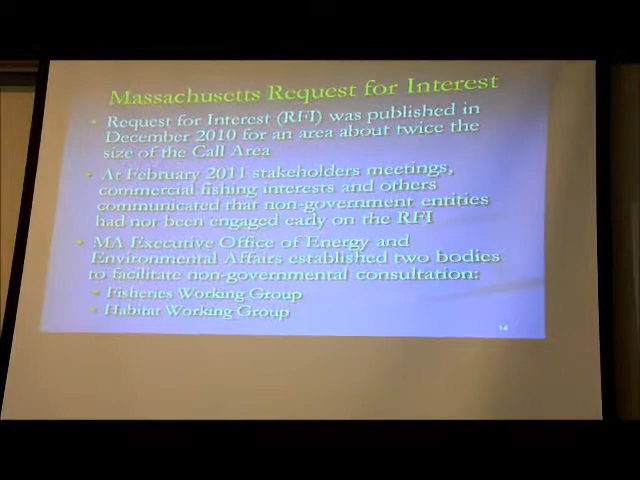 Massachusetts Request for Interest
• Request for Interest (RFI) was published in
December 2010 for an area about twice the
size of the Call Area
• At February 2011 stakeholders meetings,
commercial fishing interests and others
communicated that non-government entities
had not been engaged early on the RFI
• MA Executive Office of Energy and
Environmental Affairs established two bodies
to facilitate non-governmental consultation:
• Fisheries Working Group
• Habitat Working Group
14